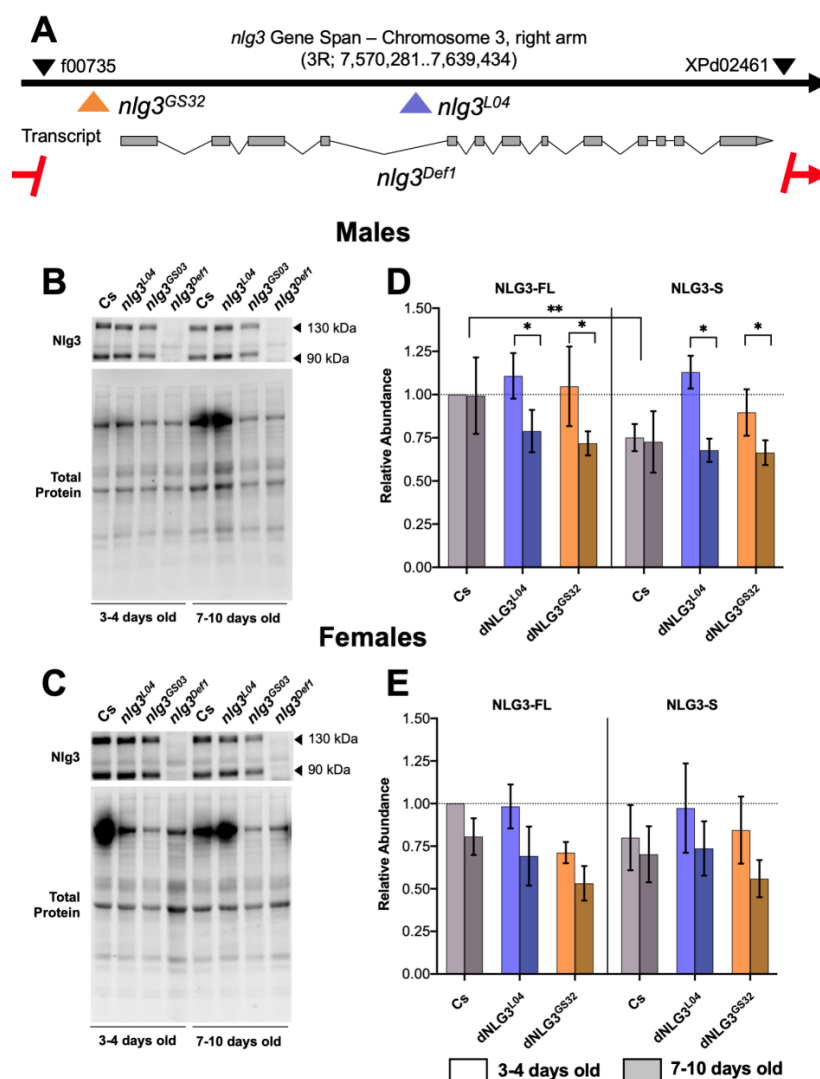 A
nlg3 Gene Span – Chromosome 3, right arm
(3R; 7,570,281..7,639,434)
f00735
XPd02461
nlg3GS32
nlg3L04
Transcript
nlg3Def1
Males
B
Cs
nlg3L04
nlg3GS03
nlg3Def1
Cs
nlg3L04
nlg3GS03
nlg3Def1
Nlg3
130 kDa
90 kDa
Total
Protein
3-4 days old
7-10 days old
D
NLG3-FL
NLG3-S
**
*
*
*
*
Relative Abundance
1.50
1.25
1.00
0.75
0.50
0.25
0.00
Cs
dNLG3L04
dNLG3GS32
Cs
dNLG3L04
dNLG3GS32
Females
C
Cs
nlg3L04
nlg3GS03
nlg3Def1
Cs
nlg3L04
nlg3GS03
nlg3Def1
Nlg3
130 kDa
90 kDa
Total
Protein
3-4 days old
7-10 days old
E
NLG3-FL
NLG3-S
Relative Abundance
1.50
1.25
1.00
0.75
0.50
0.25
0.00
Cs
dNLG3L04
dNLG3GS32
Cs
dNLG3L04
dNLG3GS32
3-4 days old
7-10 days old